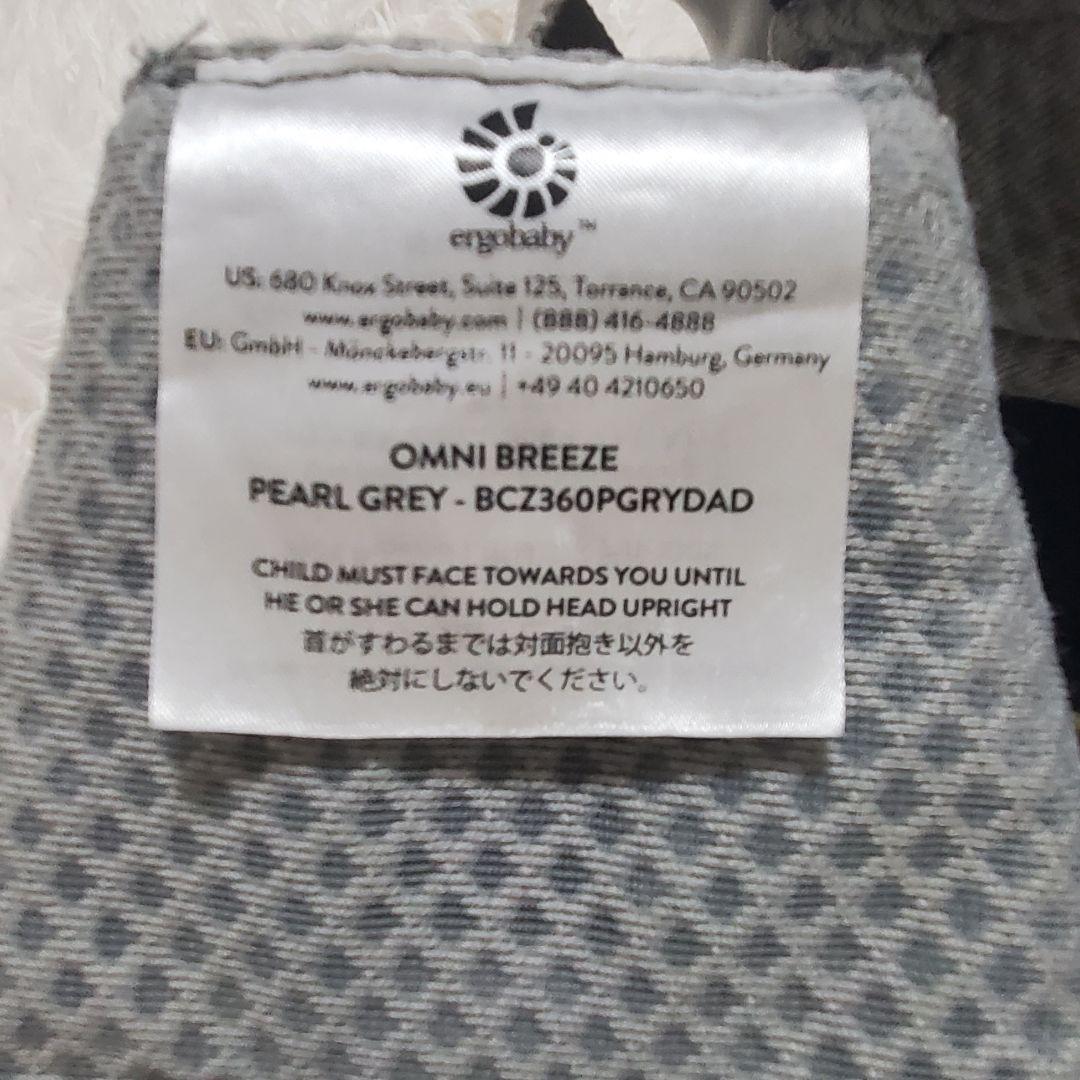 ergobaby™
US: 680 Knox Street, Suite 125, Torrance, CA 90502
www.ergobaby.com | (888) 416-4888
EU: GmbH - Mönckebergstr. 11 - 20095 Hamburg, Germany
www.ergobaby.eu | +49 40 4210650
OMNI BREEZE
PEARL GREY - BCZ360PGRYDAD
CHILD MUST FACE TOWARDS YOU UNTIL
HE OR SHE CAN HOLD HEAD UPRIGHT
首がすわるまでは対面抱き以外を
絶対にしないでください。